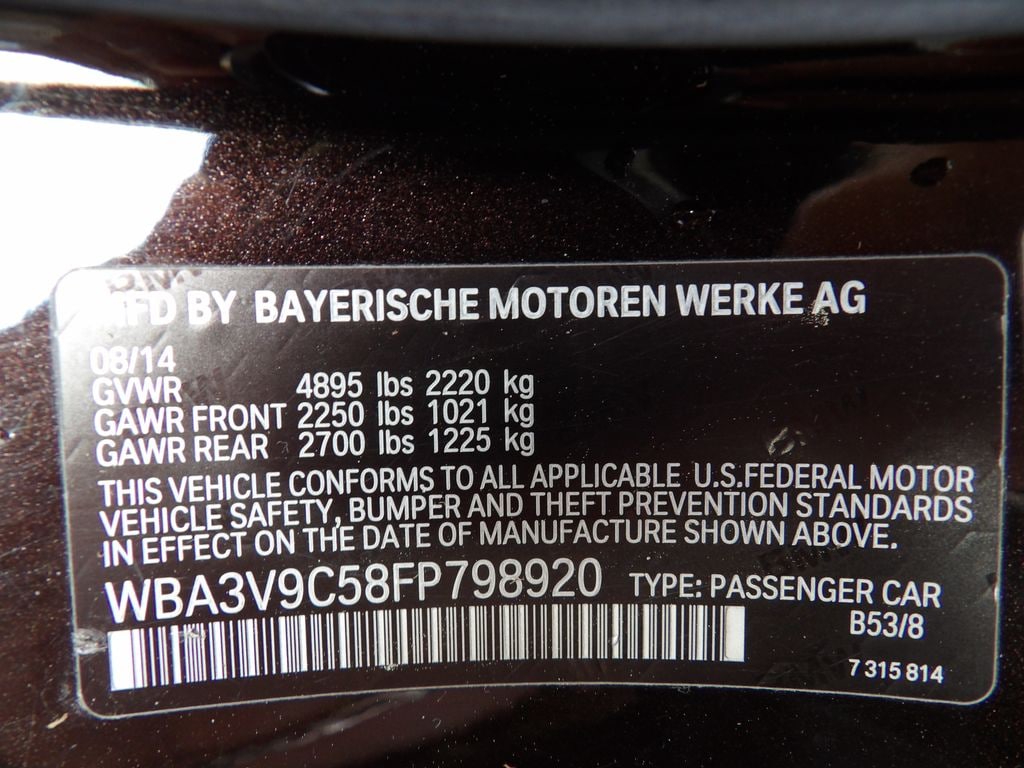 MFD BY BAYERISCHE MOTOREN WERKE AG
08/14
GVWR 4895 lbs 2220 kg
GAWR FRONT 2250 lbs 1021 kg
GAWR REAR 2700 lbs 1225 kg
THIS VEHICLE CONFORMS TO ALL APPLICABLE U.S.FEDERAL MOTOR
VEHICLE SAFETY, BUMPER AND THEFT PREVENTION STANDARDS
IN EFFECT ON THE DATE OF MANUFACTURE SHOWN ABOVE.
WBA3V9C58FP798920 TYPE: PASSENGER CAR
B53/8
7 315 814